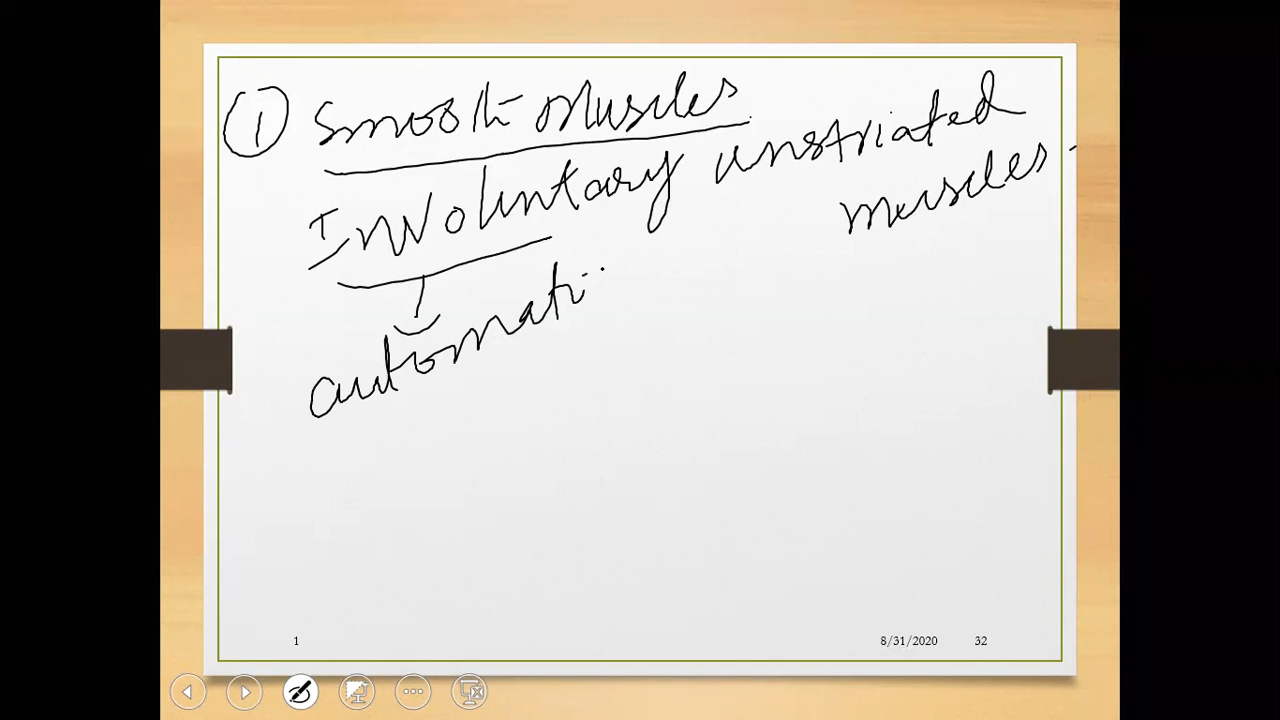 ① Smooth Muscles
Involuntary unstriated
muscles -
automati
1
8/31/2020 32